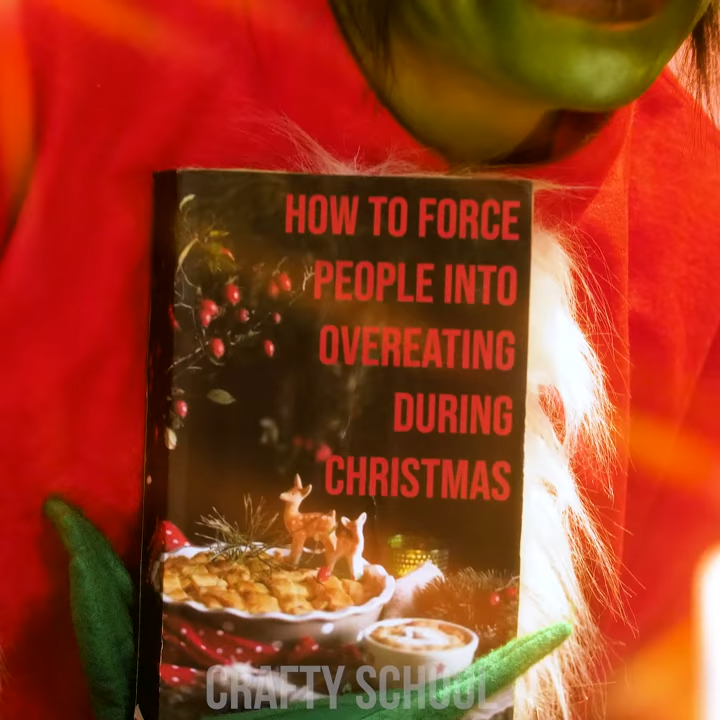 HOW TO FORCE
PEOPLE INTO
OVEREATING
DURING
CHRISTMAS
CRAFTY SCHOOL